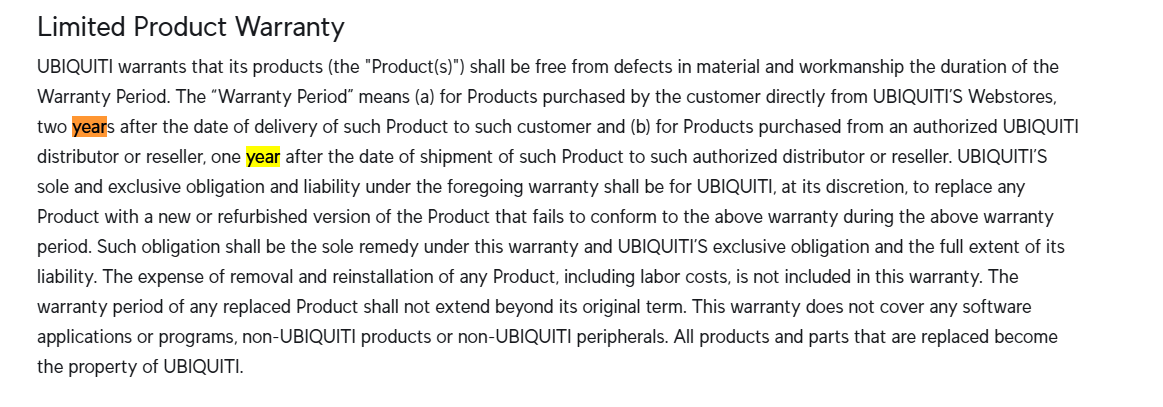 Limited Product Warranty
UBIQUITI warrants that its products (the "Product(s)") shall be free from defects in material and workmanship the duration of the
Warranty Period. The “Warranty Period” means (a) for Products purchased by the customer directly from UBIQUITI’S Webstores,
two years after the date of delivery of such Product to such customer and (b) for Products purchased from an authorized UBIQUITI
distributor or reseller, one year after the date of shipment of such Product to such authorized distributor or reseller. UBIQUITI’S
sole and exclusive obligation and liability under the foregoing warranty shall be for UBIQUITI, at its discretion, to replace any
Product with a new or refurbished version of the Product that fails to conform to the above warranty during the above warranty
period. Such obligation shall be the sole remedy under this warranty and UBIQUITI’S exclusive obligation and the full extent of its
liability. The expense of removal and reinstallation of any Product, including labor costs, is not included in this warranty. The
warranty period of any replaced Product shall not extend beyond its original term. This warranty does not cover any software
applications or programs, non-UBIQUITI products or non-UBIQUITI peripherals. All products and parts that are replaced become
the property of UBIQUITI.